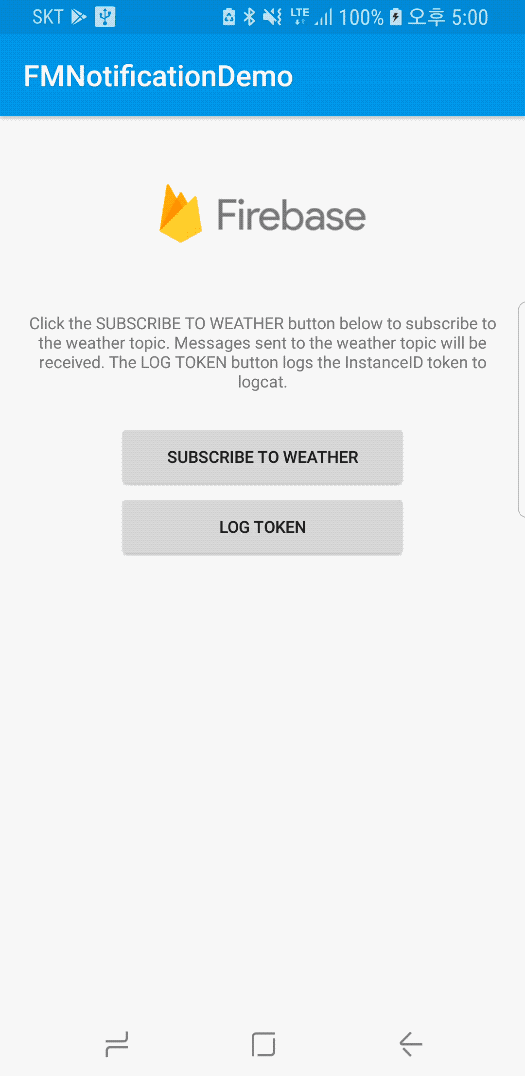 SKT LTE 100% 오후 5:00
FMNotificationDemo
Firebase
Click the SUBSCRIBE TO WEATHER button below to subscribe to
the weather topic. Messages sent to the weather topic will be
received. The LOG TOKEN button logs the InstanceID token to
logcat.
SUBSCRIBE TO WEATHER
LOG TOKEN